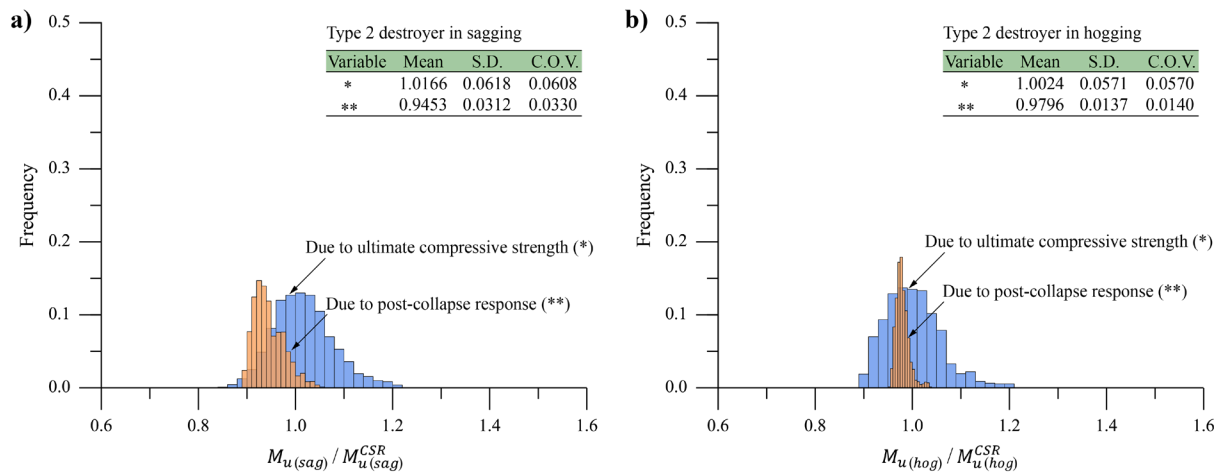 a)
Type 2 destroyer in sagging
Variable Mean S.D. C.O.V.
* 1.0166 0.0618 0.0608
** 0.9453 0.0312 0.0330
0.5
0.4
0.3
0.2
0.1
0.0
Frequency
Due to ultimate compressive strength (*)
Due to post-collapse response (**)
0.6 0.8 1.0 1.2 1.4 1.6
M_{u(sag)} / M_{u(sag)}^{CSR}
b)
Type 2 destroyer in hogging
Variable Mean S.D. C.O.V.
* 1.0024 0.0571 0.0570
** 0.9796 0.0137 0.0140
0.5
0.4
0.3
0.2
0.1
0.0
Frequency
Due to ultimate compressive strength (*)
Due to post-collapse response (**)
0.6 0.8 1.0 1.2 1.4 1.6
M_{u(hog)} / M_{u(hog)}^{CSR}